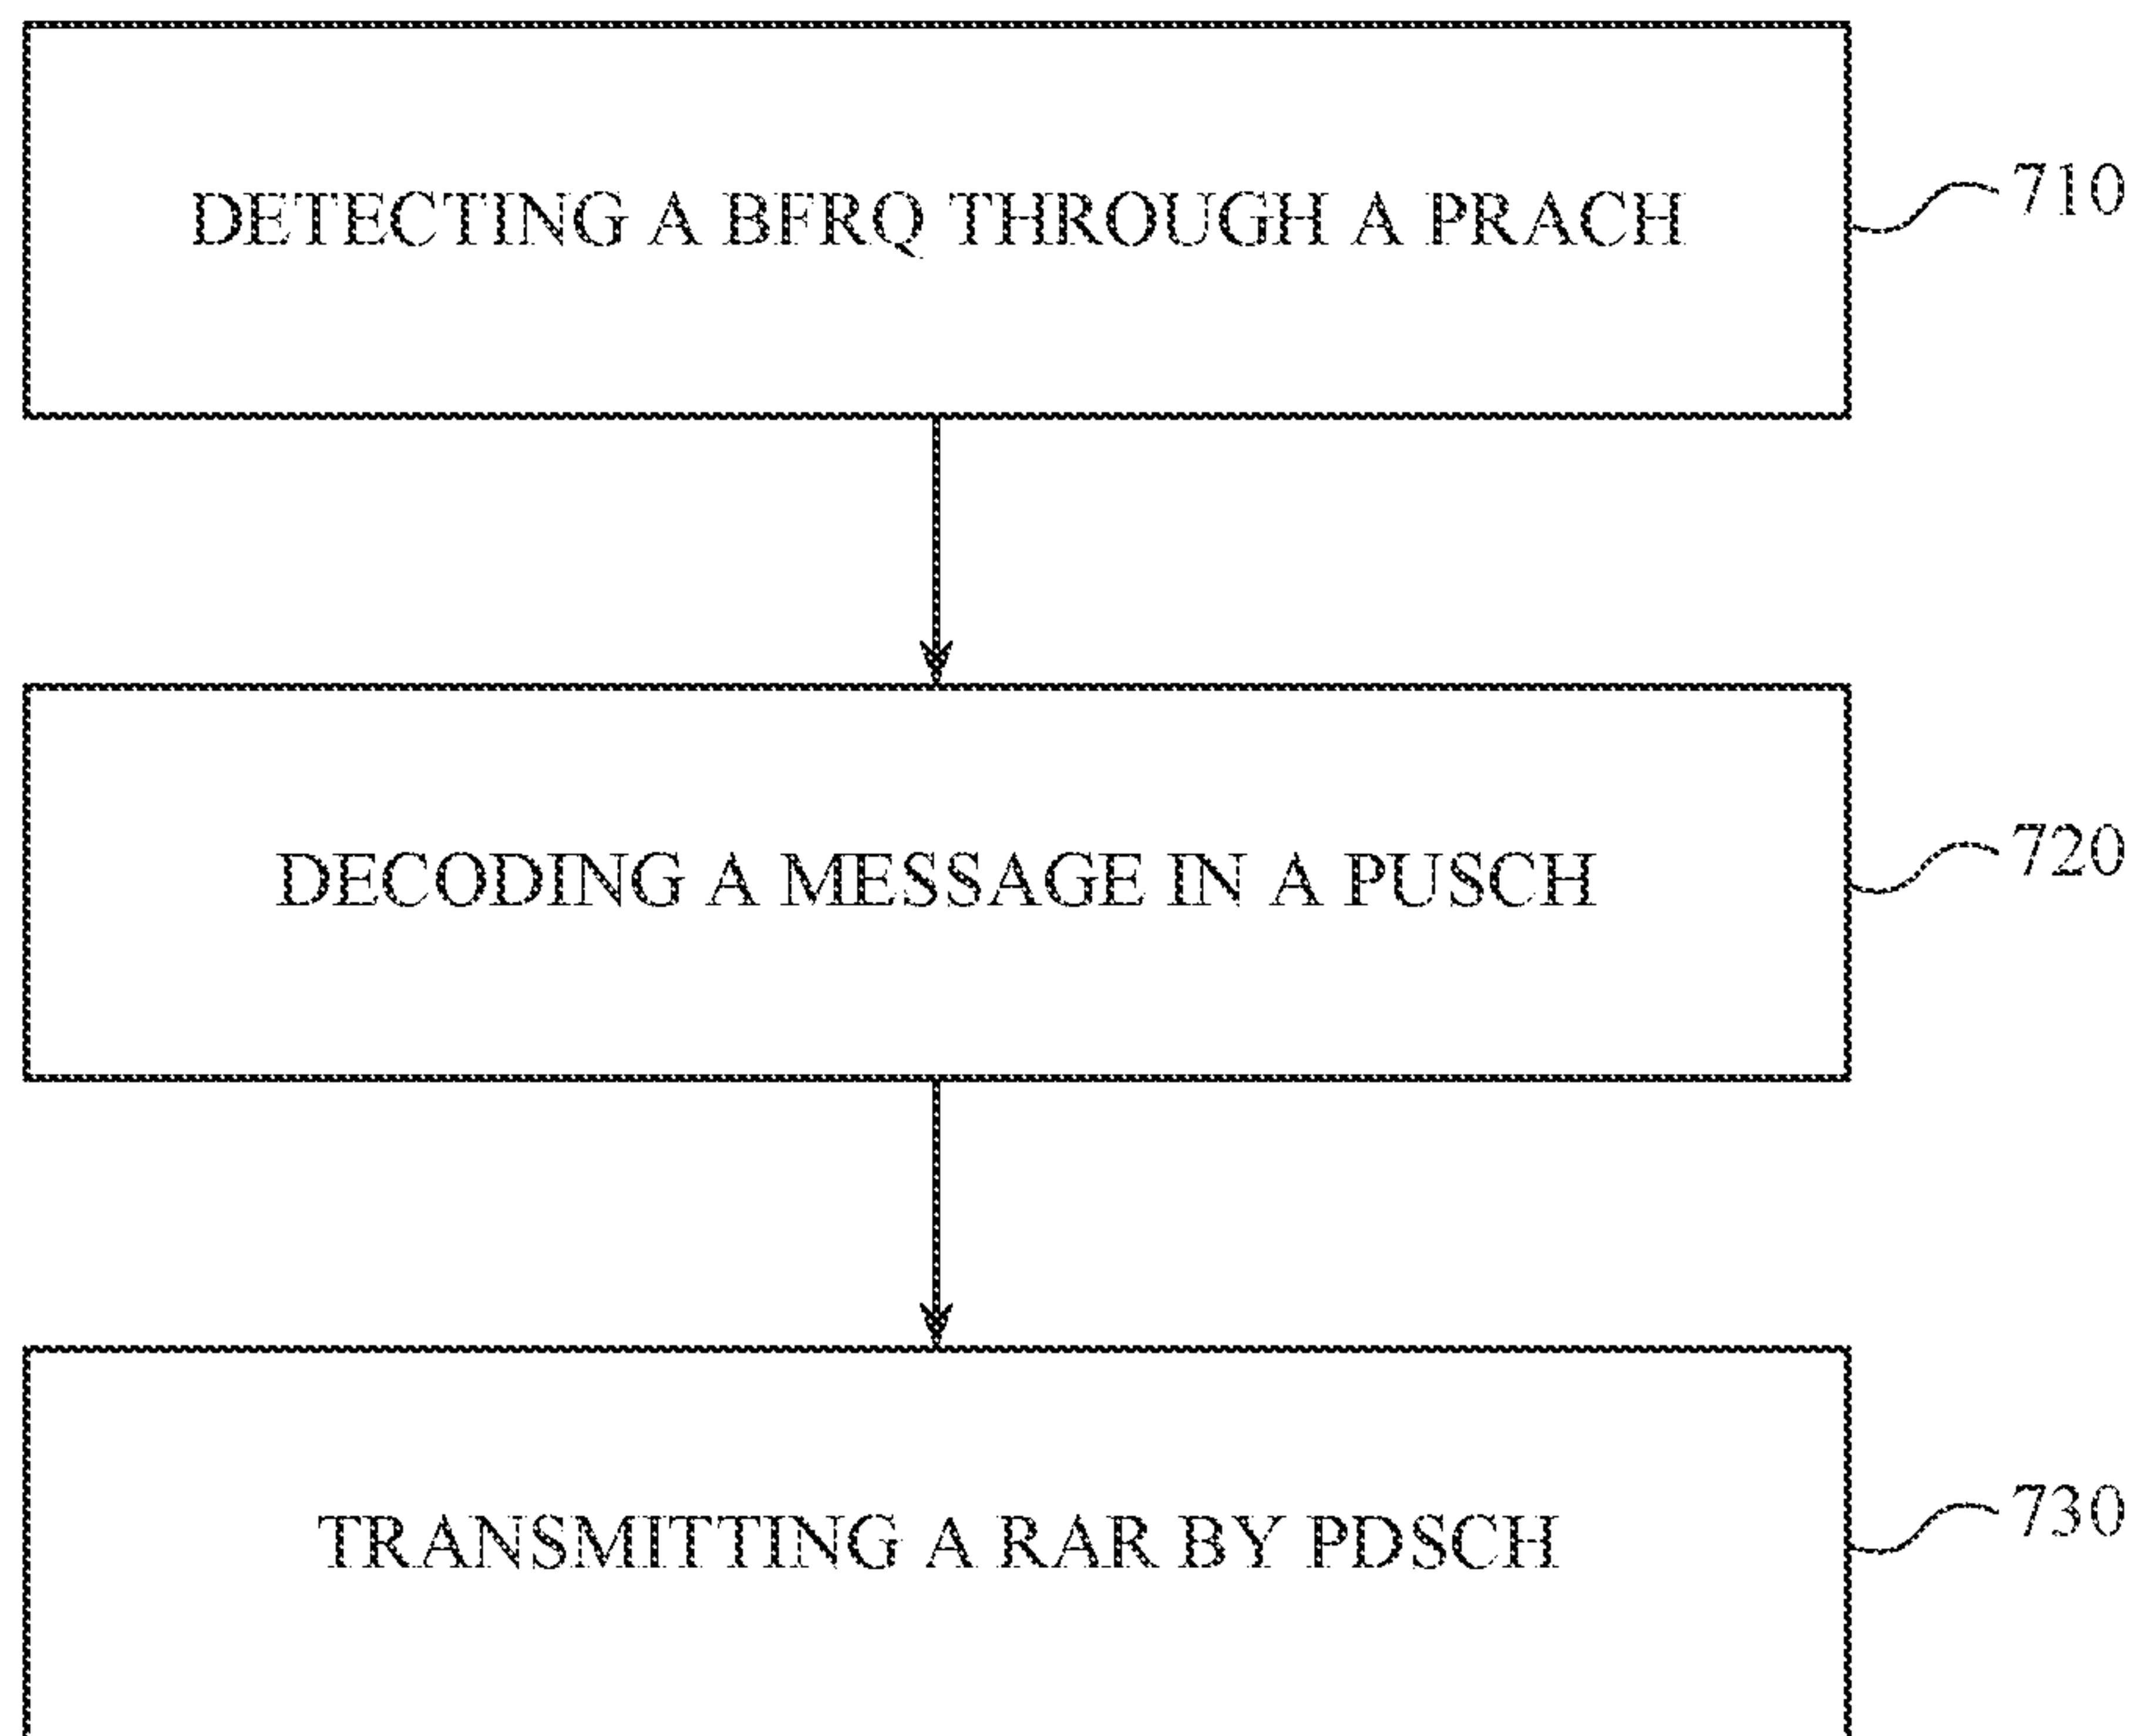 DETECTING A BFRQ THROUGH A PRACH
710
DECODING A MESSAGE IN A PUSCH
720
TRANSMITTING A RAR BY PDSCH
730